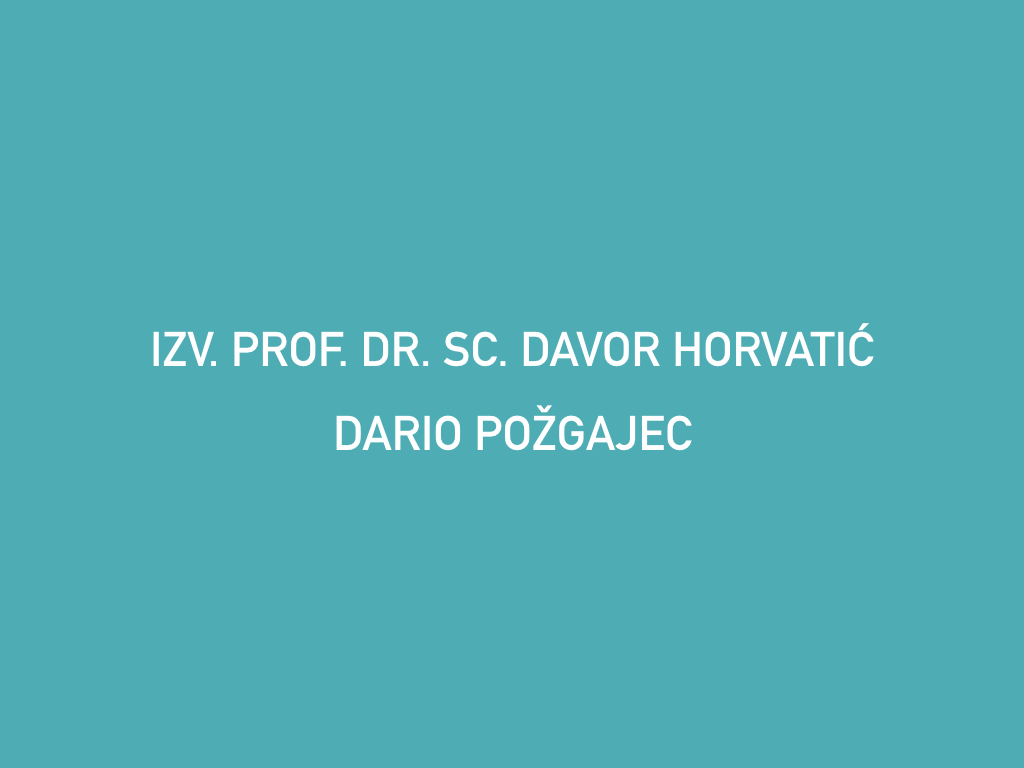 IZV. PROF. DR. SC. DAVOR HORVATIĆ
DARIO POŽGAJEC